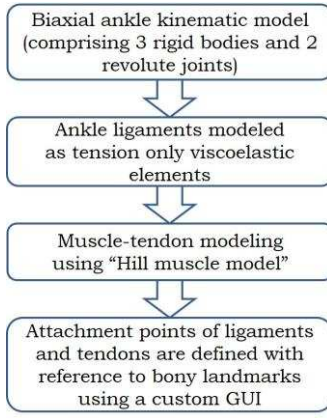 Biaxial ankle kinematic model
(comprising 3 rigid bodies and 2
revolute joints)
Ankle ligaments modeled
as tension only viscoelastic
elements
Muscle-tendon modeling
using “Hill muscle model”
Attachment points of ligaments
and tendons are defined with
reference to bony landmarks
using a custom GUI